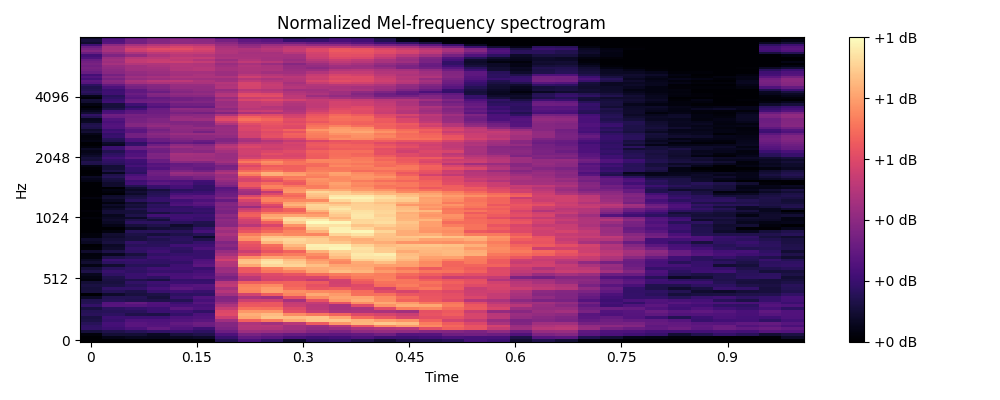 Normalized Mel-frequency spectrogram
Hz
4096
2048
1024
512
0
0 0.15 0.3 0.45 0.6 0.75 0.9
Time
+1 dB
+1 dB
+1 dB
+0 dB
+0 dB
+0 dB